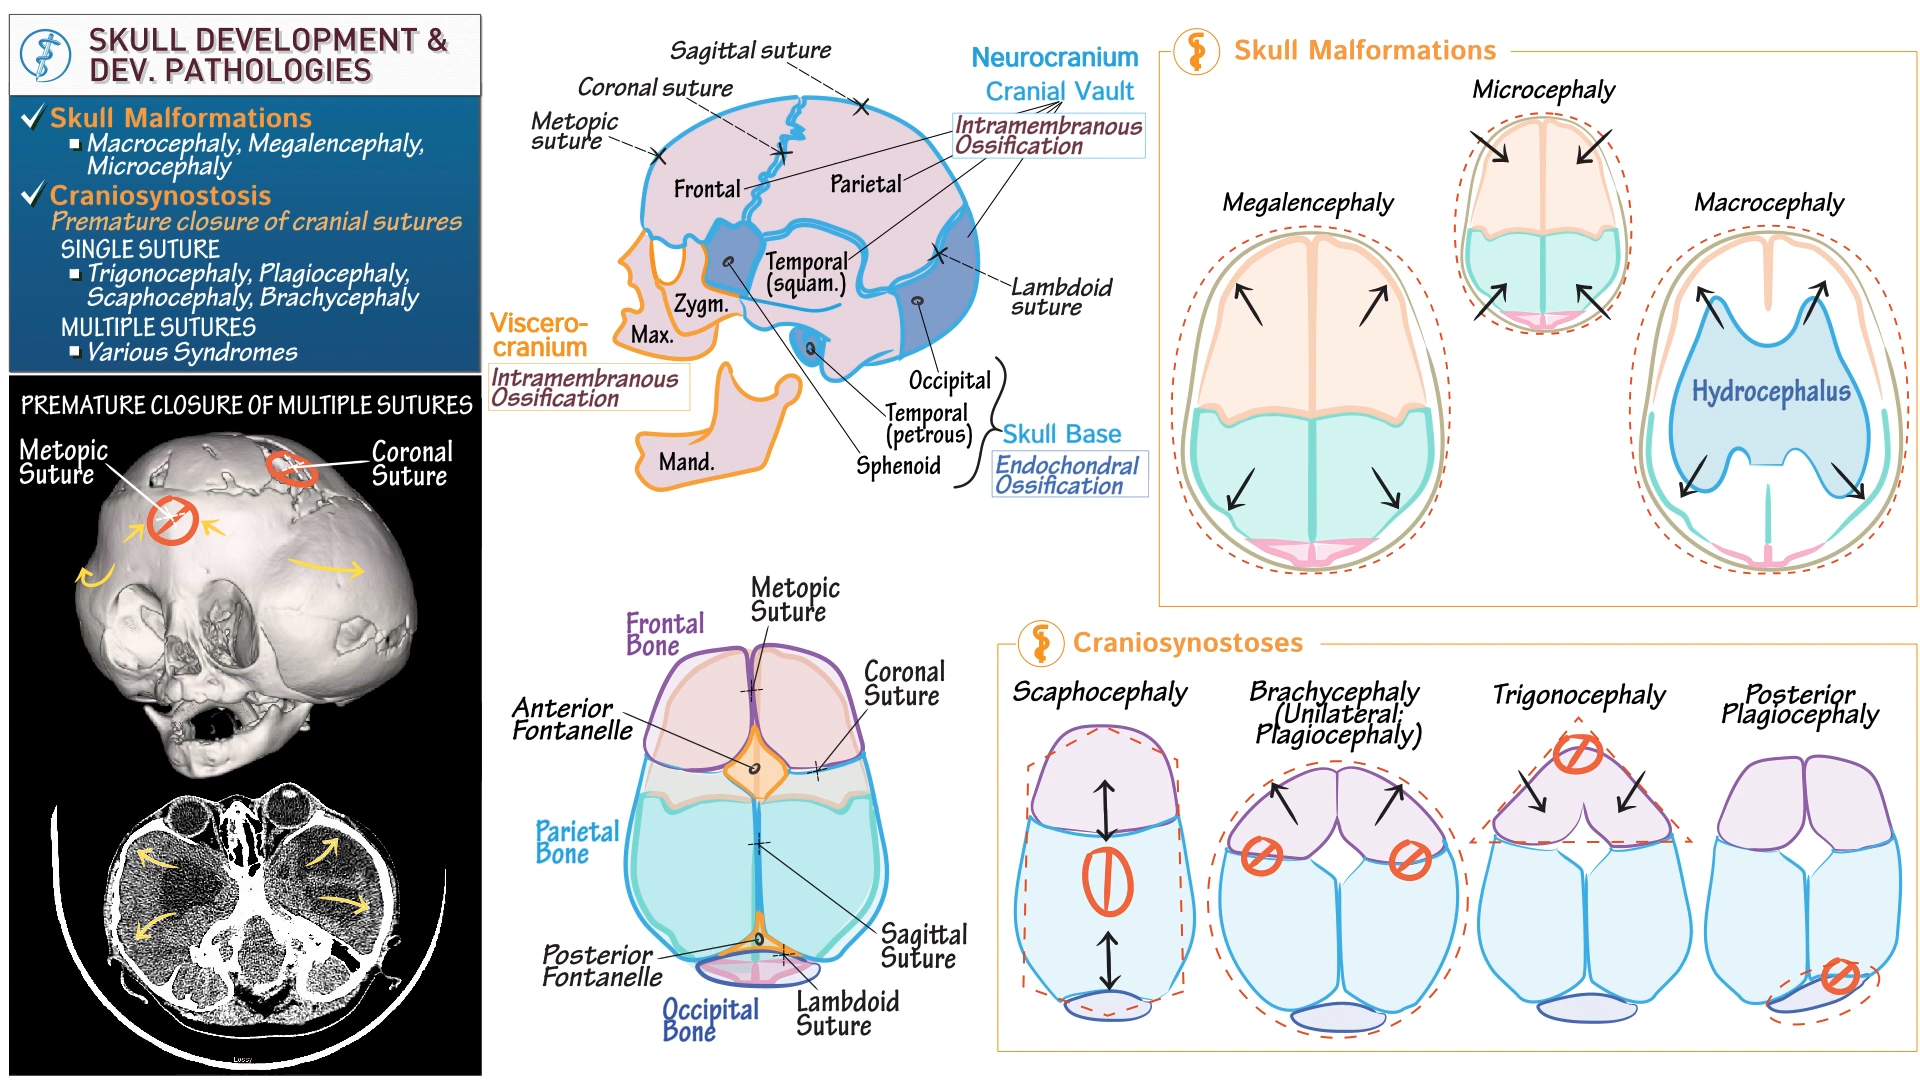 SKULL DEVELOPMENT &
DEV. PATHOLOGIES
Skull Malformations
Macrocephaly, Megalencephaly,
Microcephaly
Craniosynostosis
Premature closure of cranial sutures
SINGLE SUTURE
Trigonocephaly, Plagiocephaly,
Scaphocephaly, Brachycephaly
MULTIPLE SUTURES
Various Syndromes
PREMATURE CLOSURE OF MULTIPLE SUTURES
Metopic
Suture
Coronal
Suture
Lossy
Sagittal suture
Coronal suture
Metopic
suture
Neurocranium
Cranial Vault
Intramembranous
Ossification
Frontal
Parietal
Temporal
(squam.)
Zygm.
Max.
Mand.
Lambdoid
suture
Viscero-
cranium
Intramembranous
Ossification
Occipital
Temporal
(petrous)
Sphenoid
Skull Base
Endochondral
Ossification
Metopic
Suture
Frontal
Bone
Coronal
Suture
Anterior
Fontanelle
Parietal
Bone
Sagittal
Suture
Posterior
Fontanelle
Occipital
Bone
Lambdoid
Suture
Skull Malformations
Microcephaly
Megalencephaly
Macrocephaly
Hydrocephalus
Craniosynostoses
Scaphocephaly
Brachycephaly
(Unilateral:
Plagiocephaly)
Trigonocephaly
Posterior
Plagiocephaly